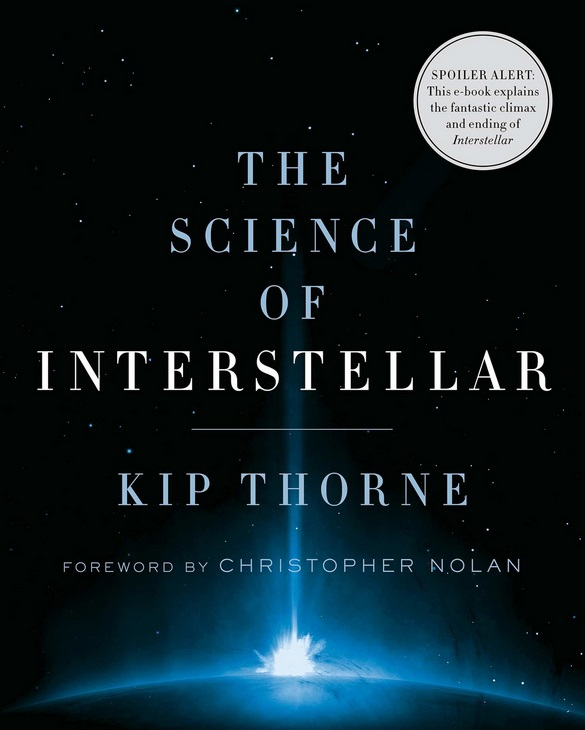 SPOILER ALERT:
This e-book explains
the fantastic climax
and ending of
Interstellar
THE
SCIENCE
OF
INTERSTELLAR
KIP THORNE
FOREWORD BY CHRISTOPHER NOLAN